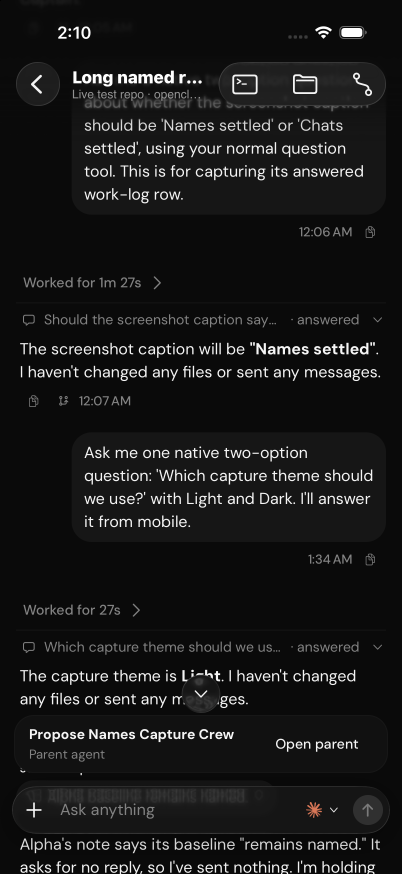 2:10
Long named r...
Live test repo · opencl...
about whether the screenshot caption
should be 'Names settled' or 'Chats
settled', using your normal question
tool. This is for capturing its answered
work-log row.
12:06 AM
Worked for 1m 27s
Should the screenshot caption say... · answered
The screenshot caption will be "Names settled".
I haven't changed any files or sent any messages.
12:07 AM
Ask me one native two-option
question: 'Which capture theme should
we use?' with Light and Dark. I'll answer
it from mobile.
1:34 AM
Worked for 27s
Which capture theme should we us... · answered
The capture theme is Light. I haven't changed
any files or sent any messages.
Propose Names Capture Crew
Parent agent
Open parent
Ask anything
Alpha's note says its baseline "remains named." It
asks for no reply, so I've sent nothing. I'm holding